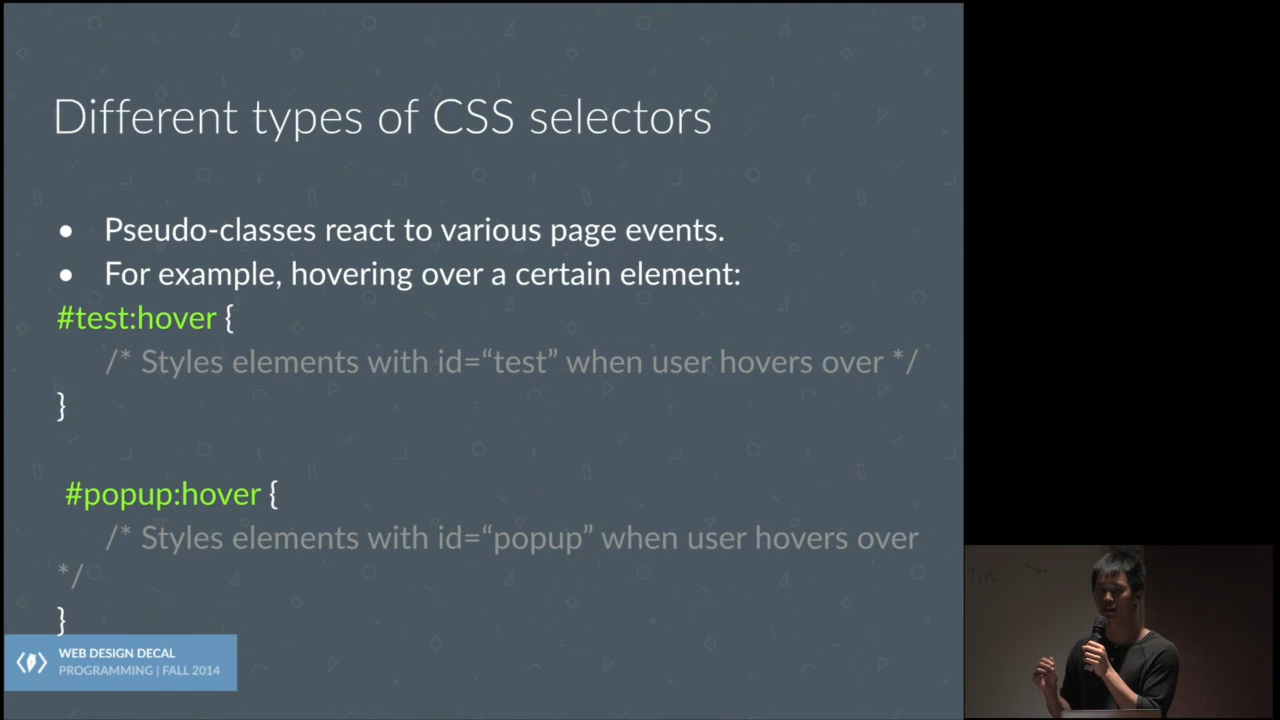 Different types of CSS selectors
● Pseudo-classes react to various page events.
● For example, hovering over a certain element:
#test:hover {
/* Styles elements with id=“test” when user hovers over */
}
#popup:hover {
/* Styles elements with id=“popup” when user hovers over
*/
}
WEB DESIGN DECAL
PROGRAMMING | FALL 2014